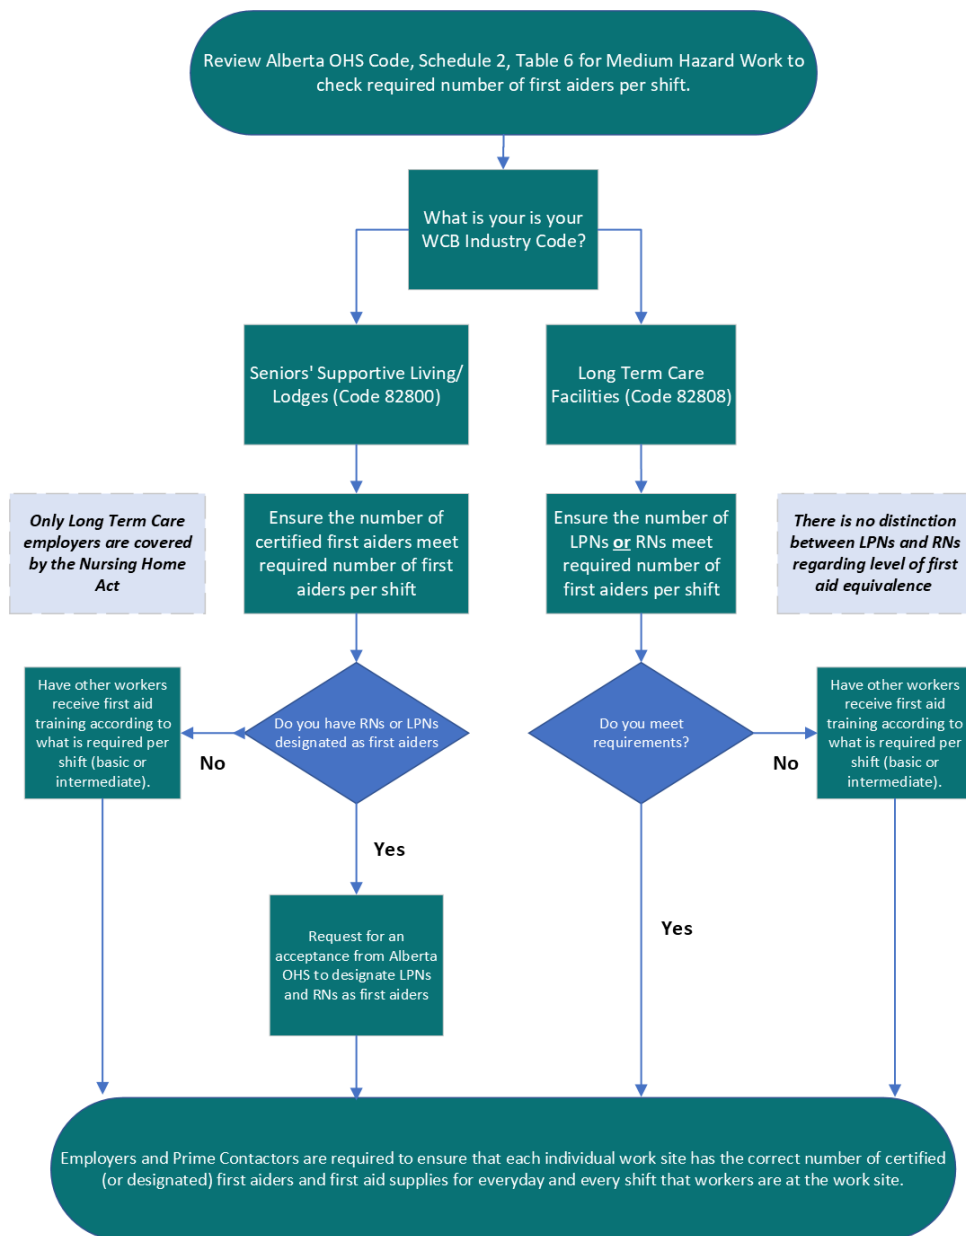 Review Alberta OHS Code, Schedule 2, Table 6 for Medium Hazard Work to
check required number of first aiders per shift.
What is your is your
WCB Industry Code?
Seniors' Supportive Living/
Lodges (Code 82800)
Long Term Care
Facilities (Code 82808)
Only Long Term Care
employers are covered
by the Nursing Home
Act
Ensure the number of
certified first aiders meet
required number of first
aiders per shift
Ensure the number of
LPNs or RNs meet
required number of
first aiders per shift
There is no distinction
between LPNs and RNs
regarding level of first
aid equivalence
Have other workers
receive first aid
training according to
what is required per
shift (basic or
intermediate).
No
Do you have RNs or LPNs
designated as first aiders
Do you meet
requirements?
No
Have other workers
receive first aid
training according to
what is required per
shift (basic or
intermediate).
Yes
Request for an
acceptance from Alberta
OHS to designate LPNs
and RNs as first aiders
Yes
Employers and Prime Contactors are required to ensure that each individual work site has the correct number of certified
(or designated) first aiders and first aid supplies for everyday and every shift that workers are at the work site.